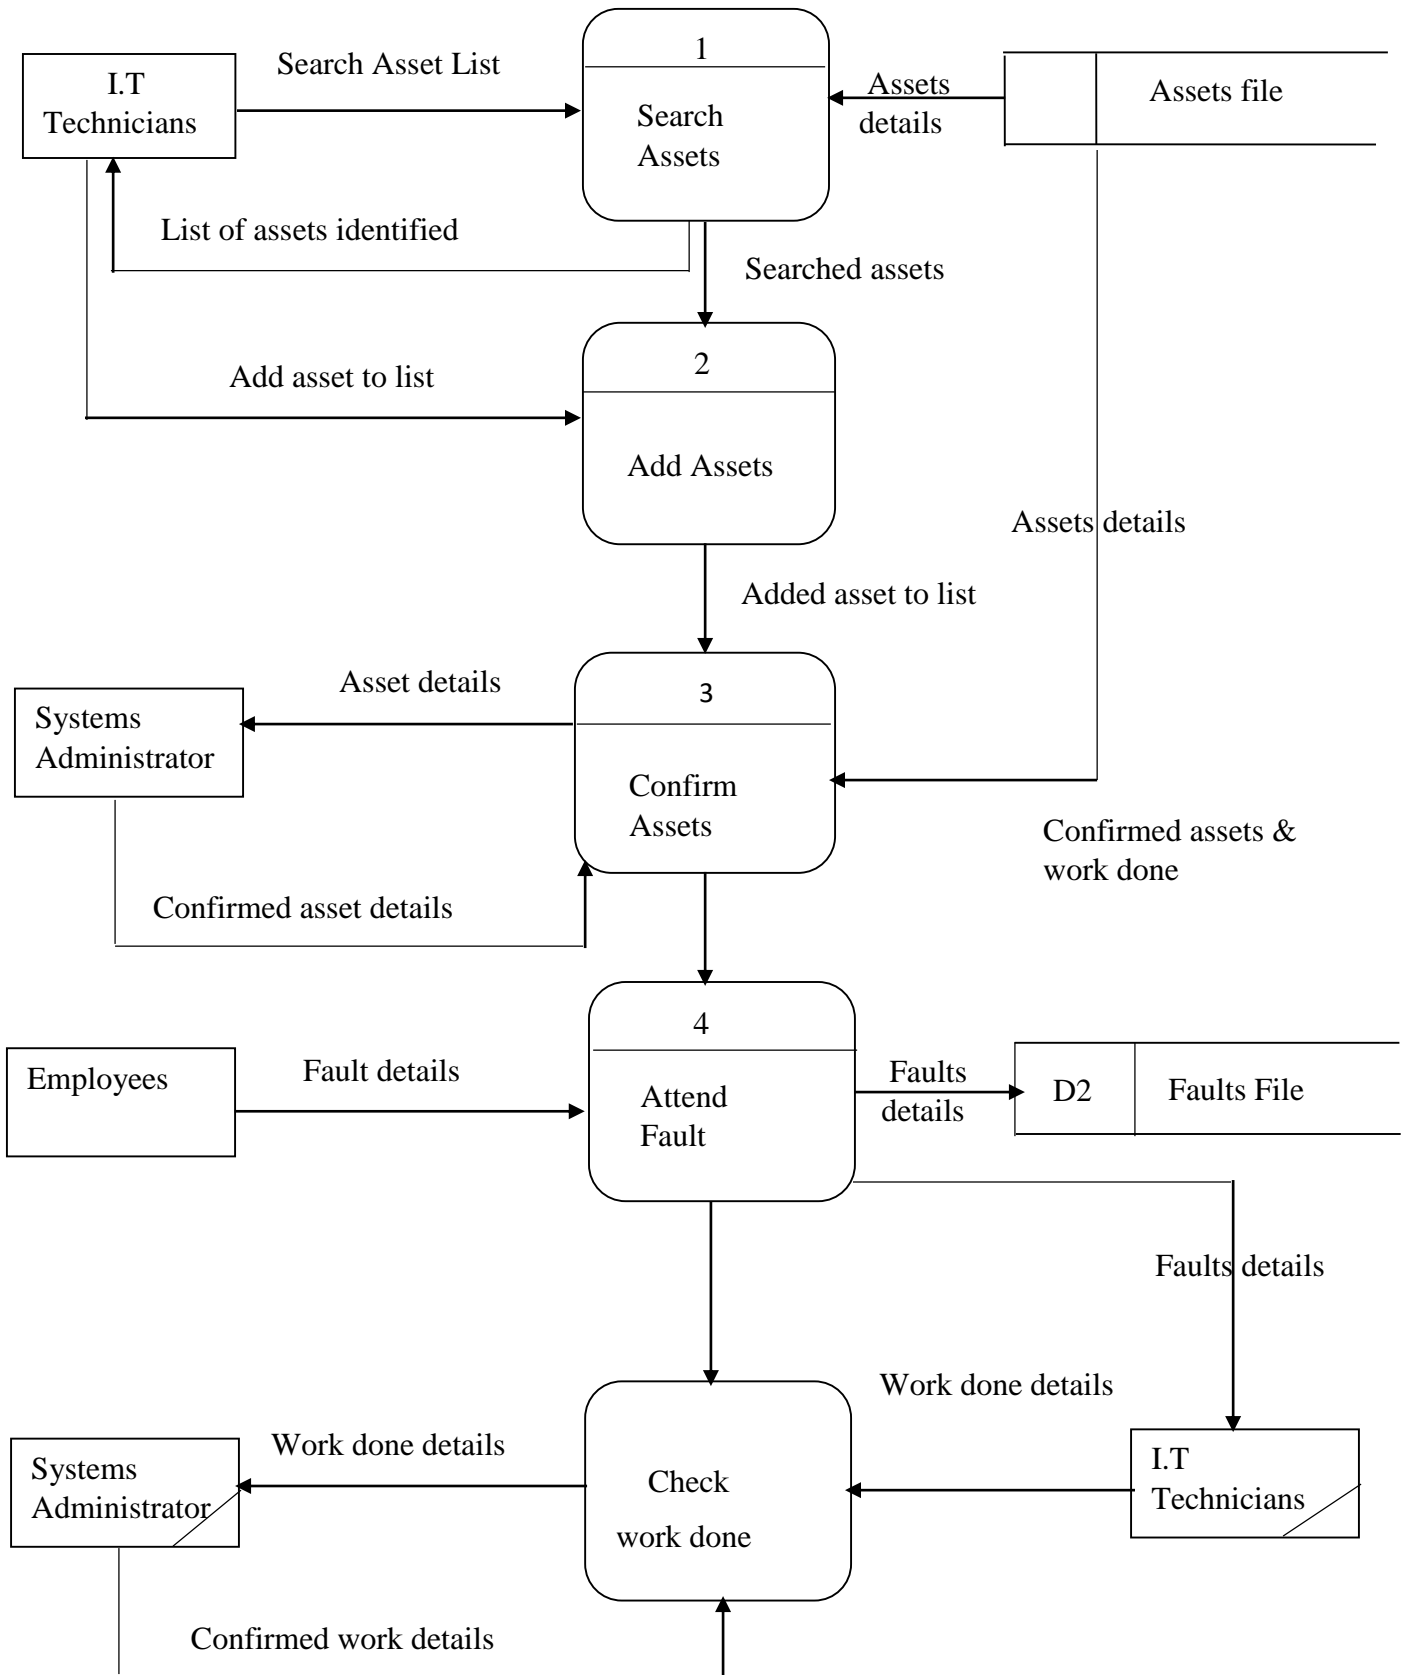 1
Search Asset List
I.T
Technicians
Assets
details
Assets file
Search
Assets
List of assets identified
Searched assets
Add asset to list
2
Add Assets
Assets details
Added asset to list
Asset details
3
Systems
Administrator
Confirm
Assets
Confirmed assets &
work done
Confirmed asset details
4
Employees
Fault details
Faults
details
D2
Faults File
Attend
Fault
Faults details
Work done details
Work done details
Systems
Administrator
Check
work done
I.T
Technicians
Confirmed work details